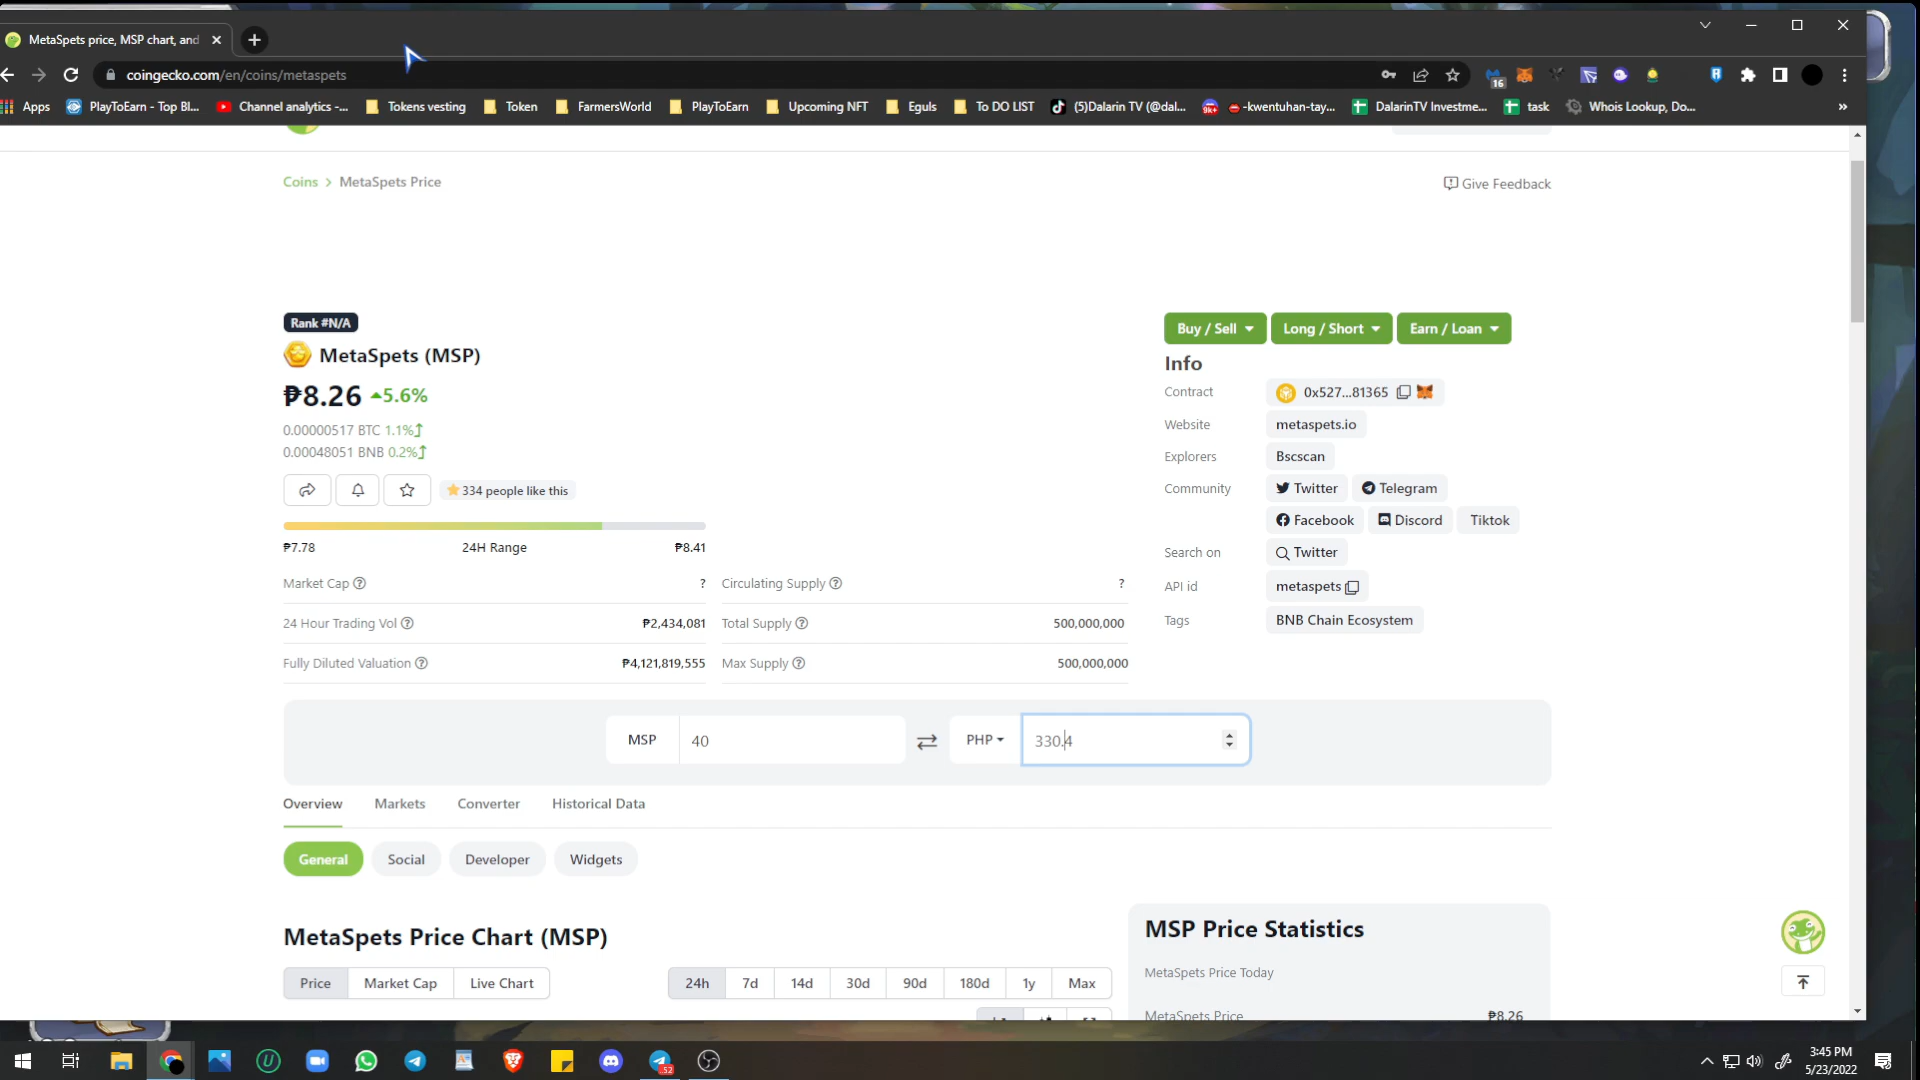 MetaSpets price, MSP chart, and
coingecko.com/en/coins/metaspets
16
Apps
PlayToEarn - Top Bl...
Channel analytics -...
Tokens vesting
Token
FarmersWorld
PlayToEarn
Upcoming NFT
Eguls
To DO LIST
(5)Dalarin TV (@dal...
9k+
-kwentuhan-tay...
DalarinTV Investme...
task
Whois Lookup, Do...
»
Coins > MetaSpets Price
Give Feedback
Rank #N/A
MetaSpets (MSP)
₱8.26 5.6%
0.00000517 BTC 1.1%
0.00048051 BNB 0.2%
334 people like this
₱7.78 24H Range ₱8.41
Market Cap ?
Circulating Supply ?
24 Hour Trading Vol ₱2,434,081
Total Supply 500,000,000
Fully Diluted Valuation ₱4,121,819,555
Max Supply 500,000,000
Buy / Sell Long / Short Earn / Loan
Info
Contract 0x527...81365
Website metaspets.io
Explorers Bscscan
Community Twitter Telegram
Facebook Discord Tiktok
Search on Twitter
API id metaspets
Tags BNB Chain Ecosystem
MSP 40 PHP 330.4
Overview Markets Converter Historical Data
General Social Developer Widgets
MetaSpets Price Chart (MSP)
Price Market Cap Live Chart
24h 7d 14d 30d 90d 180d 1y Max
MSP Price Statistics
MetaSpets Price Today
MetaSpets Price ₱8.26
52
3:45 PM
5/23/2022